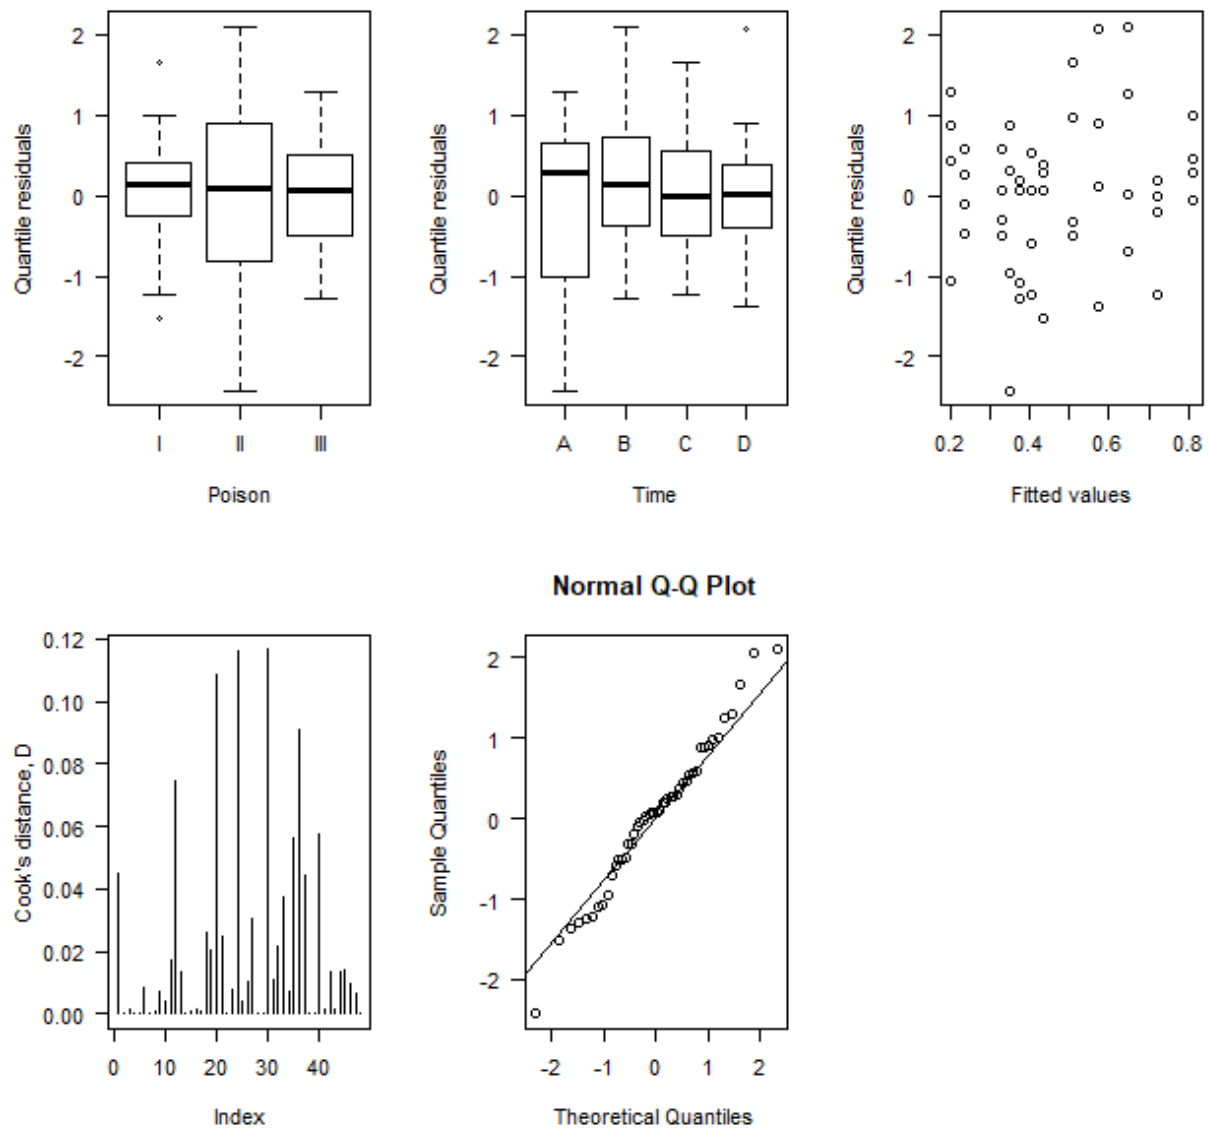 Quantile residuals
2
1
0
-1
-2
I
II
III
Poison
Quantile residuals
2
1
0
-1
-2
A
B
C
D
Time
Quantile residuals
2
1
0
-1
-2
0.2
0.4
0.6
0.8
Fitted values
Cook's distance, D
0.12
0.10
0.08
0.06
0.04
0.02
0.00
0
10
20
30
40
Index
Normal Q-Q Plot
Sample Quantiles
2
1
0
-1
-2
-2
-1
0
1
2
Theoretical Quantiles